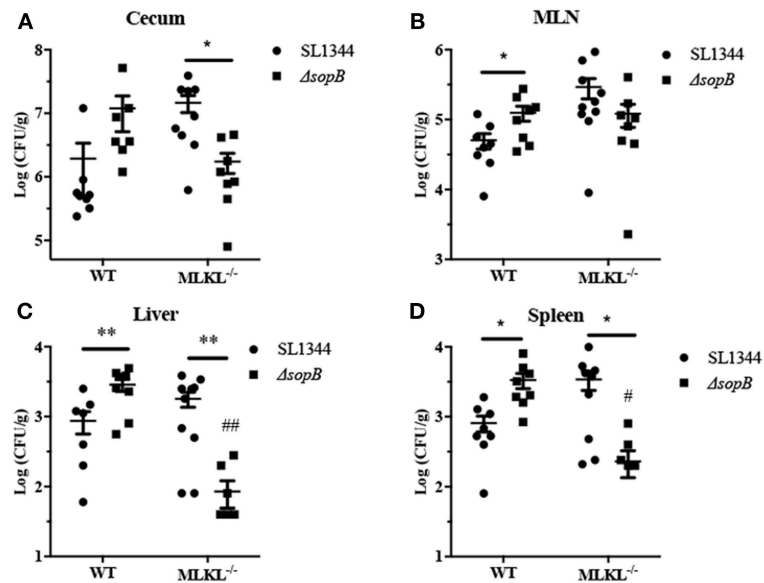 A
Cecum
Log (CFU/g)
8
7
6
5
*
WT
MLKL-/-
SL1344
ΔsopB
B
MLN
Log (CFU/g)
6
5
4
3
*
WT
MLKL-/-
SL1344
ΔsopB
C
Liver
Log (CFU/g)
4
3
2
1
**
**
##
WT
MLKL-/-
SL1344
ΔsopB
D
Spleen
Log (CFU/g)
4
3
2
1
*
*
#
WT
MLKL-/-
SL1344
ΔsopB